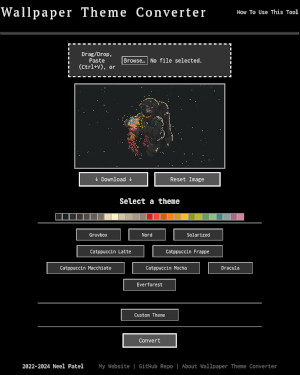 Wallpaper Theme Converter
How To Use This Tool
Drag/Drop,
Paste
(Ctrl+V), or
Browse… No file selected.
↓ Download ↓
Reset Image
Select a theme
Gruvbox
Nord
Solarized
Catppuccin Latte
Catppuccin Frappe
Catppuccin Macchiato
Catppuccin Mocha
Dracula
Everforest
Custom Theme
Convert
2022-2024 Neel Patel
My Website | GitHub Repo | About Wallpaper Theme Converter